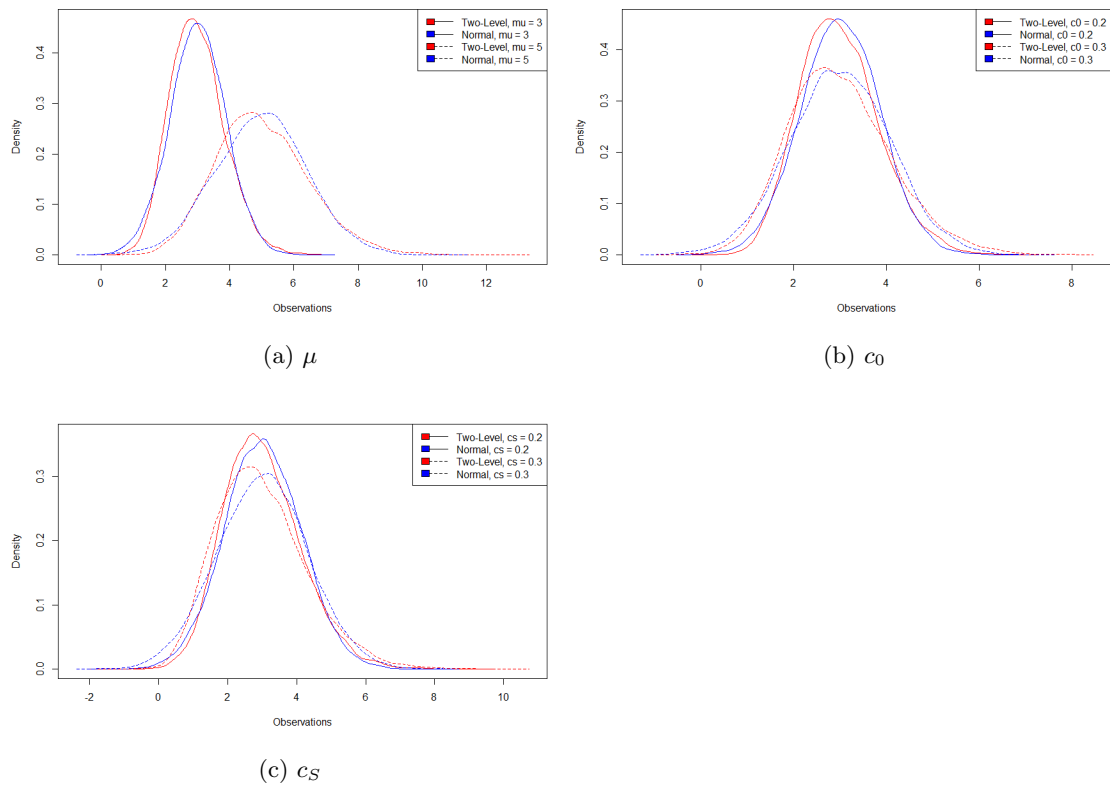 Two-Level, mu = 3
Normal, mu = 3
Two-Level, mu = 5
Normal, mu = 5
Density
0.0 0.1 0.2 0.3 0.4
0 2 4 6 8 10 12
Observations
(a) μ
Two-Level, c0 = 0.2
Normal, c0 = 0.2
Two-Level, c0 = 0.3
Normal, c0 = 0.3
Density
0.0 0.1 0.2 0.3 0.4
0 2 4 6 8
Observations
(b) c₀
Two-Level, cs = 0.2
Normal, cs = 0.2
Two-Level, cs = 0.3
Normal, cs = 0.3
Density
0.0 0.1 0.2 0.3
-2 0 2 4 6 8 10
Observations
(c) c_S